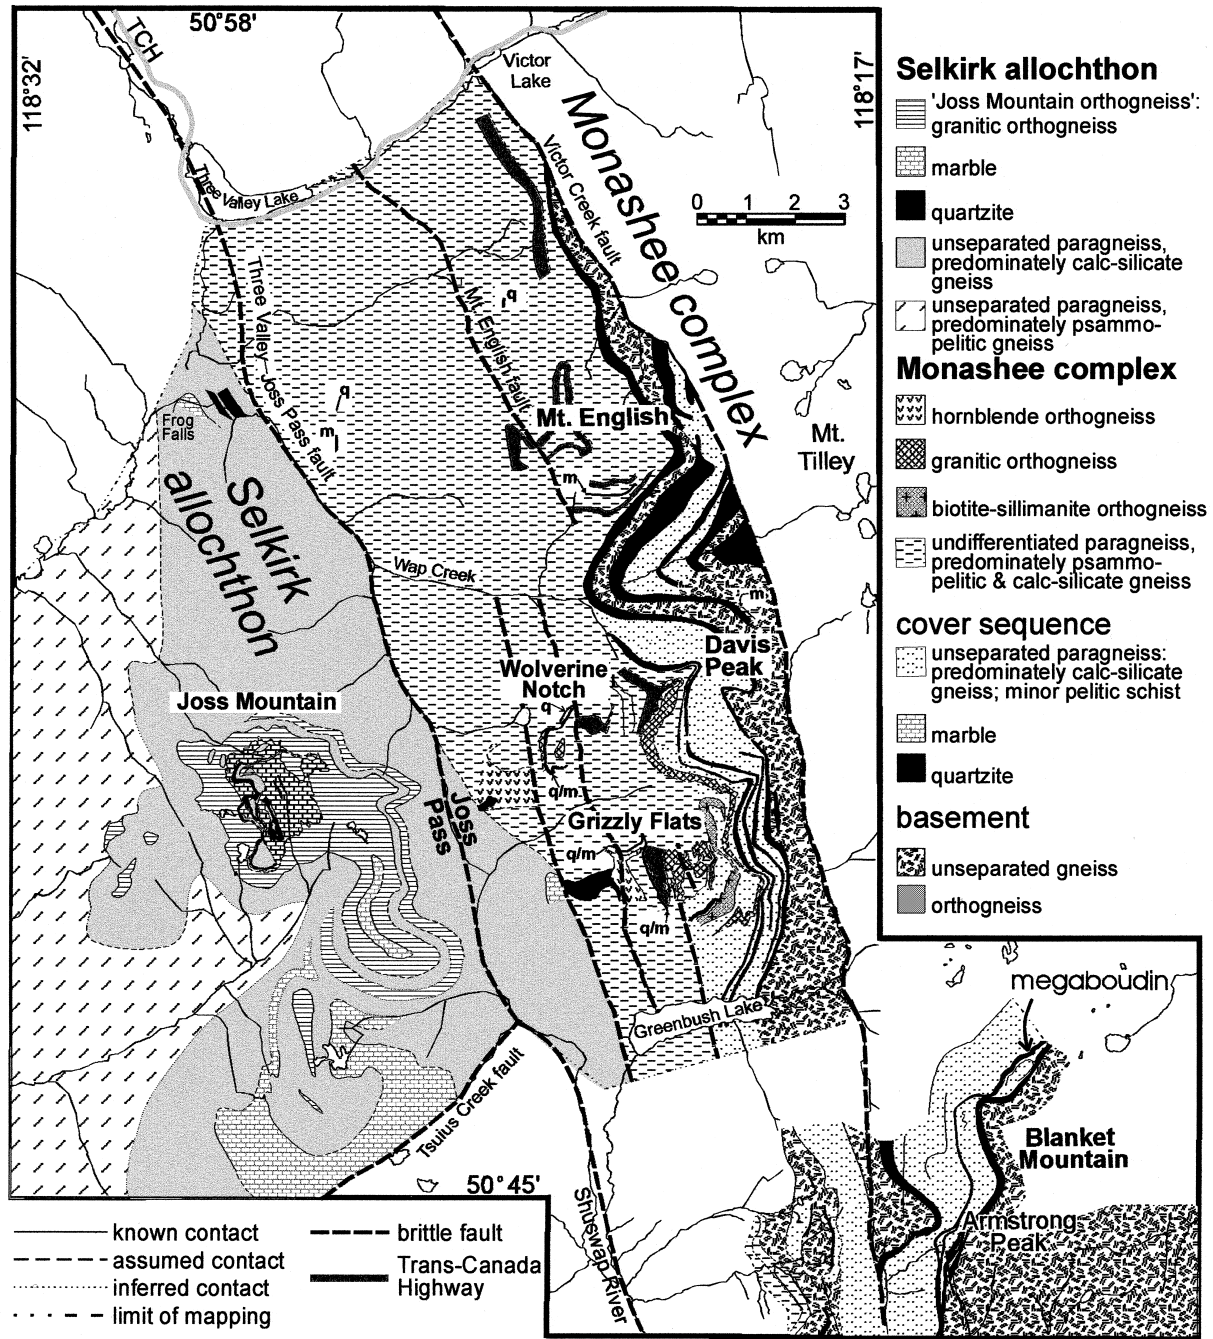 50°58'
TCH
118°32'
118°17'
Victor
Lake
Monashee complex
Victor Creek fault
Three Valley Lake
0 1 2 3
km
Three Valley - Joss Pass fault
Mt. English fault
q
q
m
Frog
Falls
Mt. English
m
Mt.
Tilley
Selkirk
allochthon
Wap Creek
m
Davis
Peak
Wolverine
Notch
q
Joss Mountain
q/m
Joss
Pass
Grizzly Flats
q/m
q/m
Greenbush Lake
Tsuius Creek fault
50°45'
Shuswap River
megaboudin
Blanket
Mountain
Armstrong
Peak
Selkirk allochthon
'Joss Mountain orthogneiss':
granitic orthogneiss
marble
quartzite
unseparated paragneiss,
predominately calc-silicate
gneiss
unseparated paragneiss,
predominately psammo-
pelitic gneiss
Monashee complex
hornblende orthogneiss
granitic orthogneiss
biotite-sillimanite orthogneiss
undifferentiated paragneiss,
predominately psammo-
pelitic & calc-silicate gneiss
cover sequence
unseparated paragneiss:
predominately calc-silicate
gneiss; minor pelitic schist
marble
quartzite
basement
unseparated gneiss
orthogneiss
known contact
assumed contact
inferred contact
limit of mapping
brittle fault
Trans-Canada
Highway